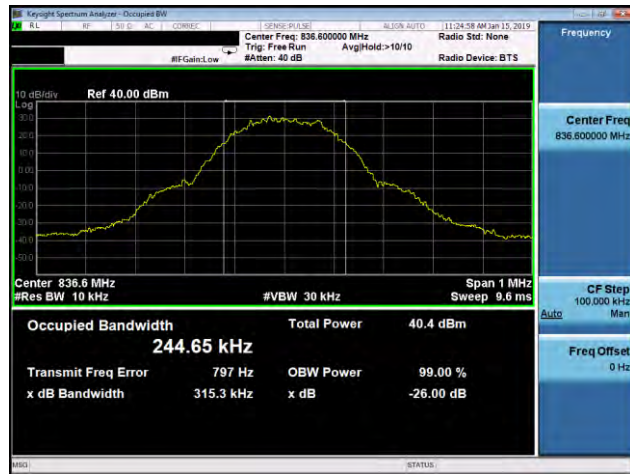 Keysight Spectrum Analyzer - Occupied BW
RL RF 50 Ω AC CORREC SENSE:PULSE ALIGN AUTO 11:24:58 AM Jan 15, 2019
Center Freq: 836.600000 MHz Radio Std: None Frequency
Trig: Free Run Avg|Hold:>10/10
#IFGain:Low #Atten: 40 dB Radio Device: BTS
10 dB/div Ref 40.00 dBm
Log
30.0
20.0
10.0
0.00
-10.0
-20.0
-30.0
-40.0
-50.0
Center Freq
836.600000 MHz
Center 836.6 MHz Span 1 MHz
#Res BW 10 kHz #VBW 30 kHz Sweep 9.6 ms
CF Step
100.000 kHz
Auto Man
Occupied Bandwidth Total Power 40.4 dBm
244.65 kHz
Transmit Freq Error 797 Hz OBW Power 99.00 %
x dB Bandwidth 315.3 kHz x dB -26.00 dB
Freq Offset
0 Hz
MSG STATUS